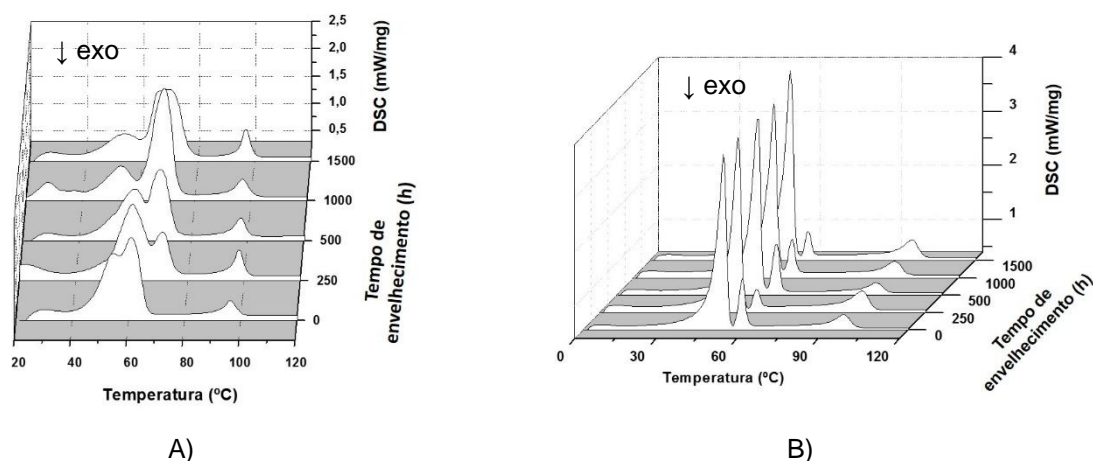 ↓ exo
2,5
2,0
1,5
1,0
0,5
DSC (mW/mg)
1500
1000
500
250
0
Tempo de
envelhecimento (h)
20 40 60 80 100 120
Temperatura (ºC)
A)
↓ exo
4
3
2
1
DSC (mW/mg)
1500
1000
500
250
0
Tempo de
envelhecimento (h)
0 30 60 90 120
Temperatura (ºC)
B)